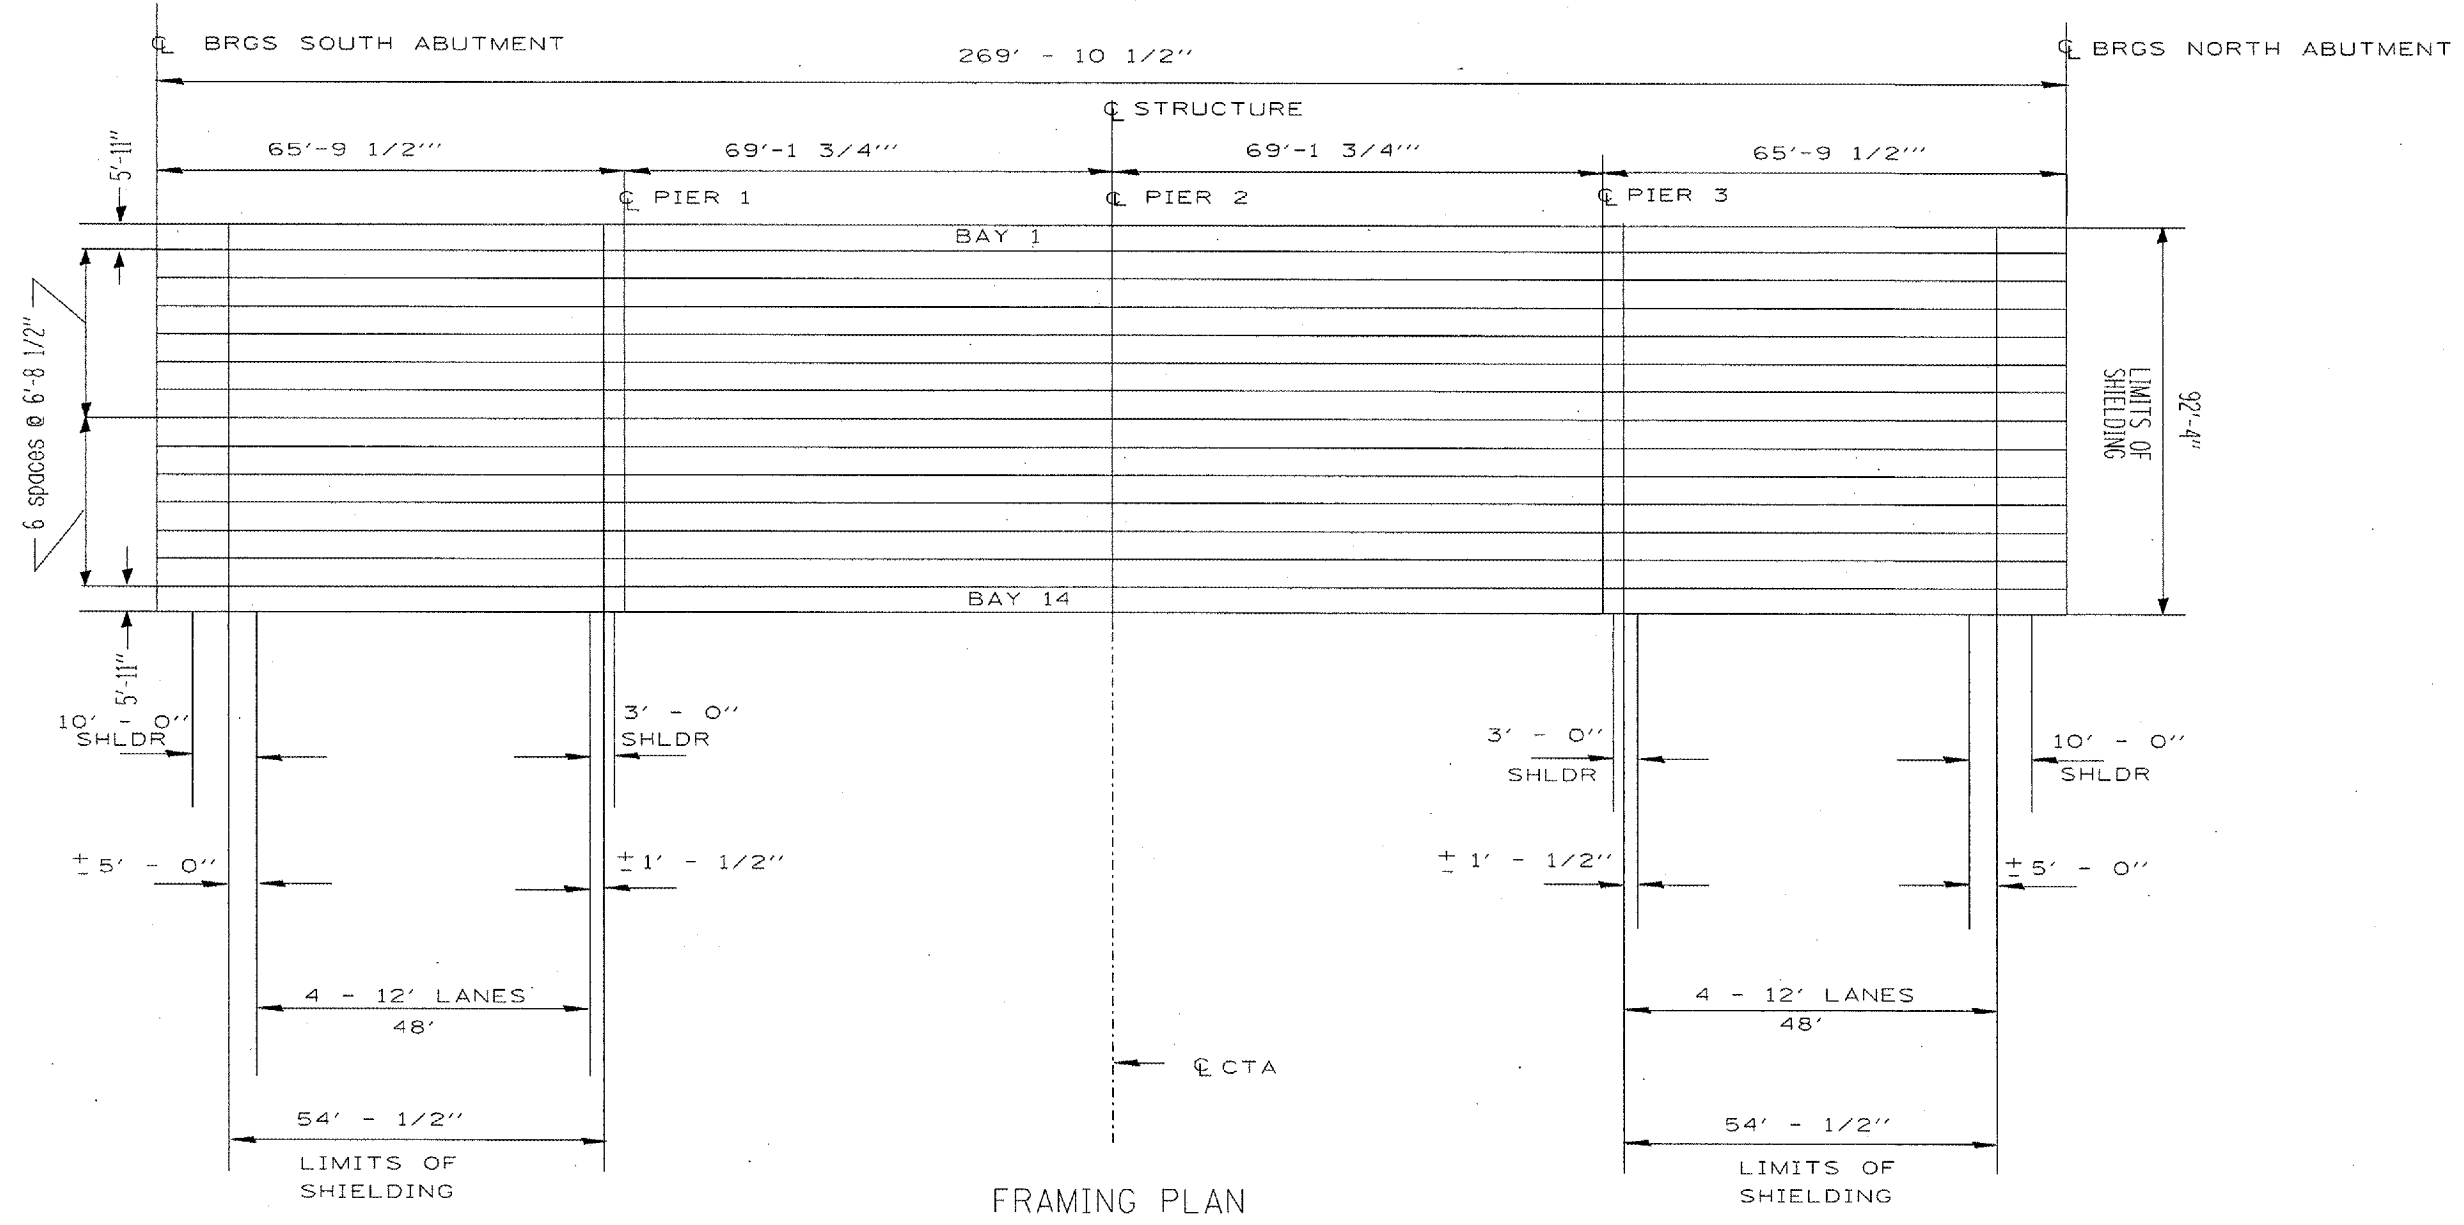 ℄ BRGS SOUTH ABUTMENT
269' - 10 1/2"
℄ BRGS NORTH ABUTMENT
℄ STRUCTURE
5'-11"
65'-9 1/2"'
69'-1 3/4"'
69'-1 3/4"'
65'-9 1/2"'
℄ PIER 1
℄ PIER 2
℄ PIER 3
BAY 1
6 spaces @ 6'-8 1/2"
LIMITS OF
SHIELDING
92'-4"
BAY 14
5'-11"
10' - 0"
SHLDR
3' - 0"
SHLDR
3' - 0"
SHLDR
10' - 0"
SHLDR
± 5' - 0"
± 1' - 1/2"
± 1' - 1/2"
± 5' - 0"
4 - 12' LANES
48'
4 - 12' LANES
48'
℄ CTA
54' - 1/2"
LIMITS OF
SHIELDING
54' - 1/2"
LIMITS OF
SHIELDING
FRAMING PLAN